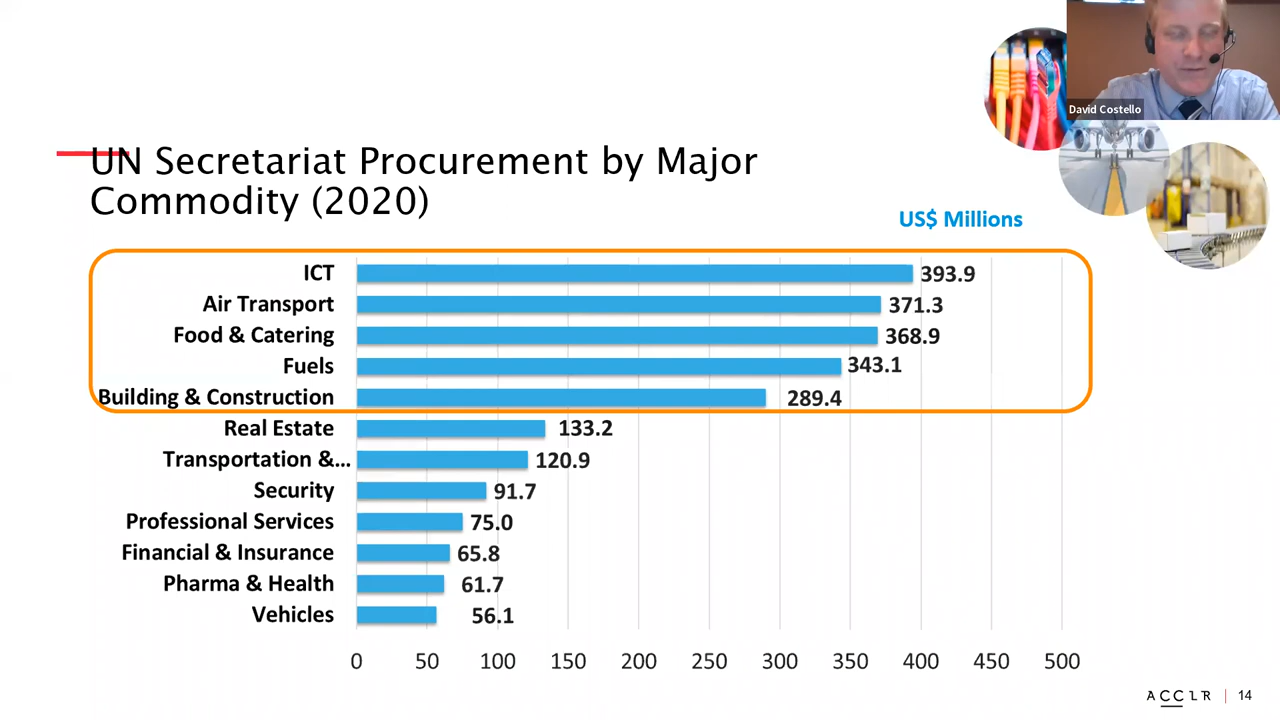 David Costello
UN Secretariat Procurement by Major
Commodity (2020)
US$ Millions
ICT 393.9
Air Transport 371.3
Food & Catering 368.9
Fuels 343.1
Building & Construction 289.4
Real Estate 133.2
Transportation &... 120.9
Security 91.7
Professional Services 75.0
Financial & Insurance 65.8
Pharma & Health 61.7
Vehicles 56.1
0 50 100 150 200 250 300 350 400 450 500
ACCLR | 14